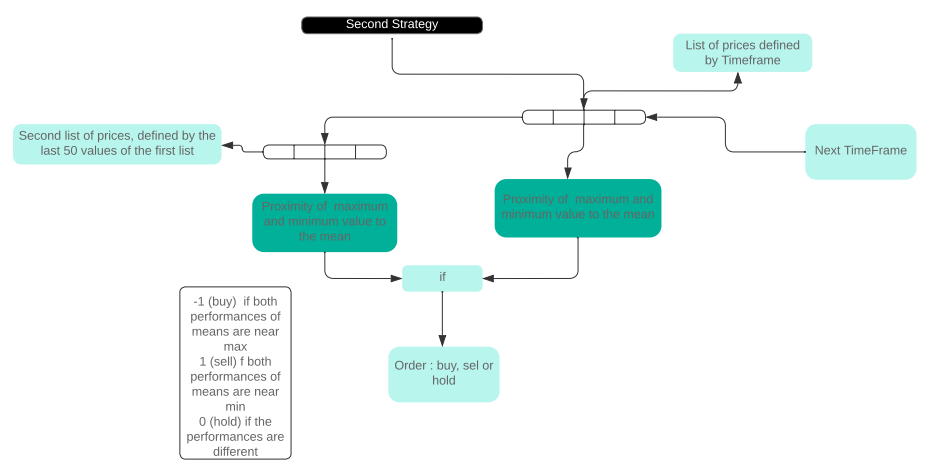 Second Strategy
List of prices defined
by Timeframe
Second list of prices, defined by the
last 50 values of the first list
Next TimeFrame
Proximity of  maximum
and minimum value to
the mean
Proximity of  maximum and
minimum value to the mean
if
-1 (buy)  if both
performances of
means are near
max
1 (sell) f both
performances of
means are near
min
0 (hold) if the
performances are
different
Order : buy, sel or
hold